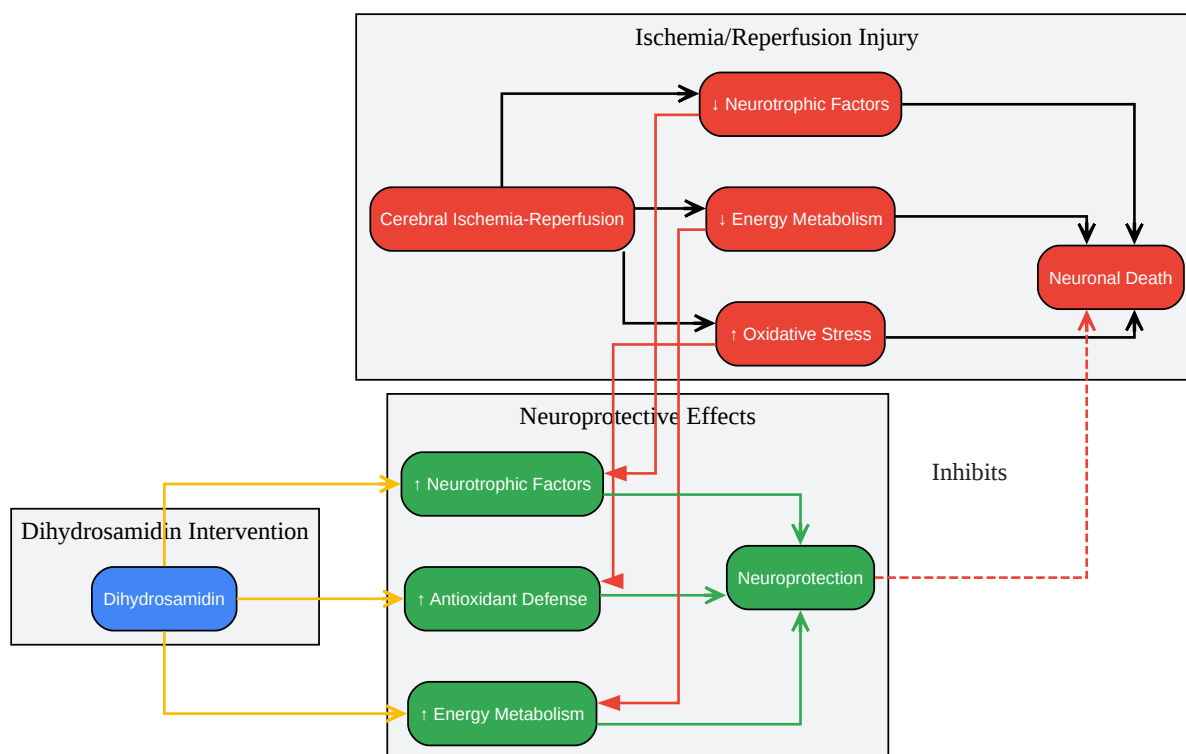 Ischemia/Reperfusion Injury
↓ Neurotrophic Factors
Cerebral Ischemia-Reperfusion
↓ Energy Metabolism
Neuronal Death
↑ Oxidative Stress
Neuroprotective Effects
↑ Neurotrophic Factors
Inhibits
Dihydrosamidin Intervention
Dihydrosamidin
↑ Antioxidant Defense
Neuroprotection
↑ Energy Metabolism